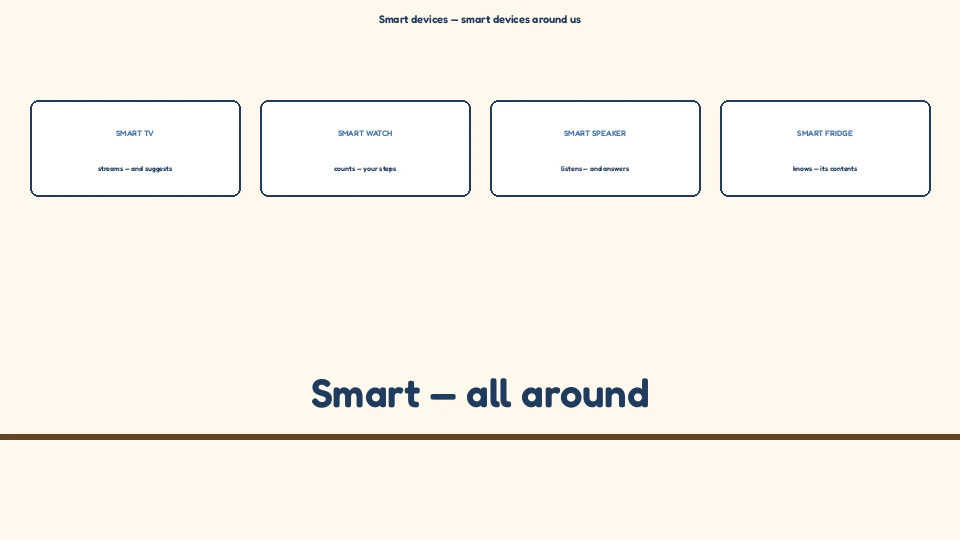 Smart devices — smart devices around us
SMART TV
streams — and suggests
SMART WATCH
counts — your steps
SMART SPEAKER
listens — and answers
SMART FRIDGE
knows — its contents
Smart — all around